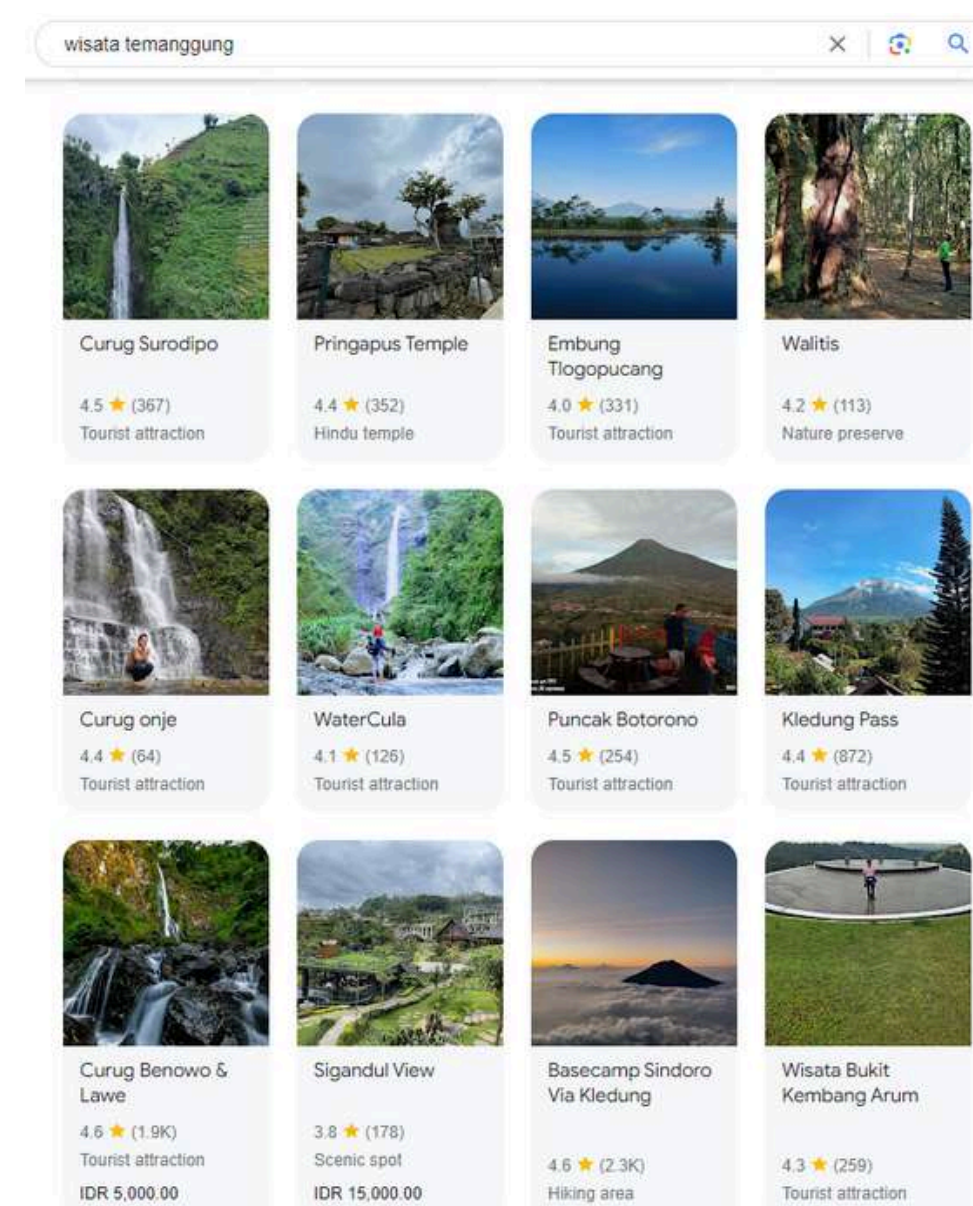 wisata temanggung
Curug Surodipo
4.5 ★ (367)
Tourist attraction
Pringapus Temple
4.4 ★ (352)
Hindu temple
Embung
Tlogopucang
4.0 ★ (331)
Tourist attraction
Walitis
4.2 ★ (113)
Nature preserve
Curug onje
4.4 ★ (64)
Tourist attraction
WaterCula
4.1 ★ (126)
Tourist attraction
Puncak Botorono
4.5 ★ (254)
Tourist attraction
Kledung Pass
4.4 ★ (872)
Tourist attraction
Curug Benowo &
Lawe
4.6 ★ (1.9K)
Tourist attraction
IDR 5,000.00
Sigandul View
3.8 ★ (178)
Scenic spot
IDR 15,000.00
Basecamp Sindoro
Via Kledung
4.6 ★ (2.3K)
Hiking area
Wisata Bukit
Kembang Arum
4.3 ★ (259)
Tourist attraction